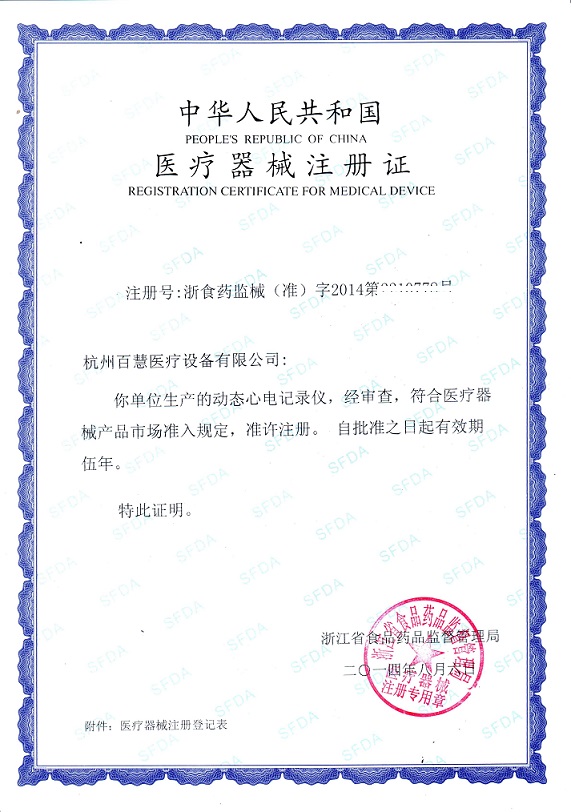 中华人民共和国
PEOPLE'S REPUBLIC OF CHINA
医疗器械注册证
REGISTRATION CERTIFICATE FOR MEDICAL DEVICE
注册号:浙食药监械（准）字2014第
杭州百慧医疗设备有限公司:
你单位生产的动态心电记录仪，经审查，符合医疗器
械产品市场准入规定，准许注册。 自批准之日起有效期
伍年。
特此证明。
浙江省食品药品监督管理局
二〇一四年八月六日
浙江省食品药品监督管理局
医疗器械
注册专用章
附件：医疗器械注册登记表
SFDA